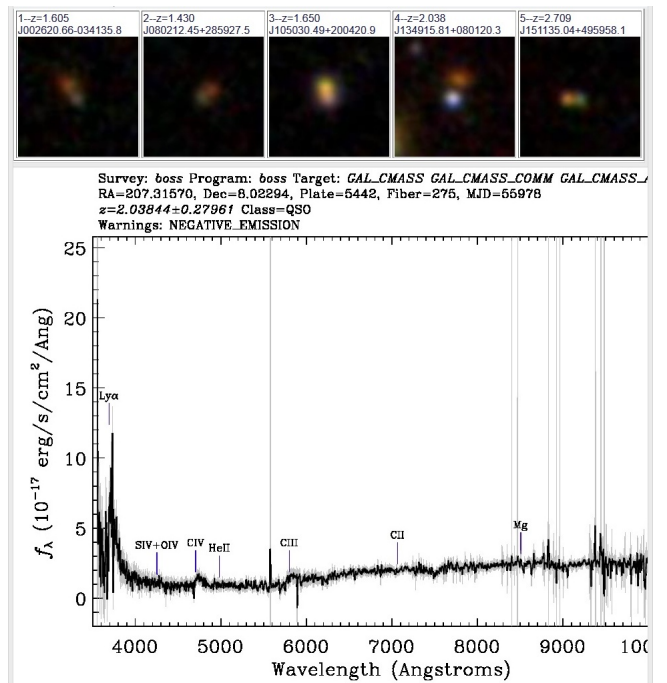 1--z=1.605
J002620.66-034135.8
2--z=1.430
J080212.45+285927.5
3--z=1.650
J105030.49+200420.9
4--z=2.038
J134915.81+080120.3
5--z=2.709
J151135.04+495958.1
Survey: boss Program: boss Target: GAL_CMASS GAL_CMASS_COMM GAL_CMASS_A
RA=207.31570, Dec=8.02294, Plate=5442, Fiber=275, MJD=55978
z=2.03844±0.27961 Class=QSO
Warnings: NEGATIVE_EMISSION
25
20
15
10
5
0
fλ (10⁻¹⁷ erg/s/cm²/Ang)
Lyα
SIV+OIV
CIV
HeII
CIII
CII
Mg
4000 5000 6000 7000 8000 9000 100
Wavelength (Angstroms)